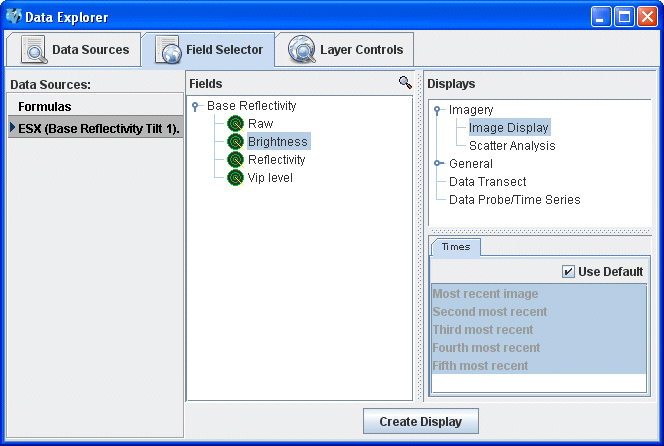 Data Explorer
Data Sources
Field Selector
Layer Controls
Data Sources:
Formulas
ESX (Base Reflectivity Tilt 1).
Fields
Base Reflectivity
Raw
Brightness
Reflectivity
Vip level
Displays
Imagery
Image Display
Scatter Analysis
General
Data Transect
Data Probe/Time Series
Times
Use Default
Most recent image
Second most recent
Third most recent
Fourth most recent
Fifth most recent
Create Display